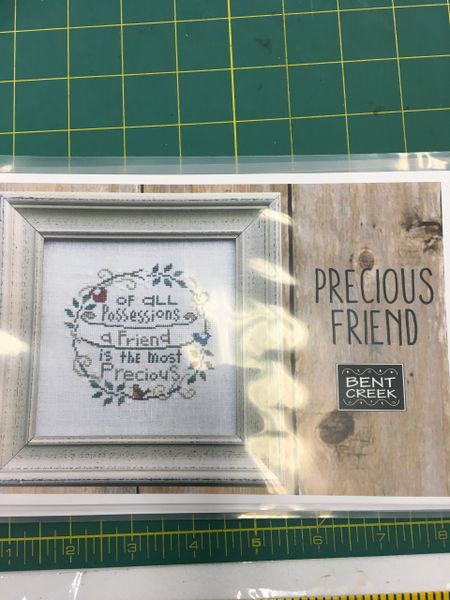 of all
Possessions
a Friend
is the most
Precious
PRECIOUS
FRIEND
BENT
CREEK
1 2 3 4 5 6 7 8